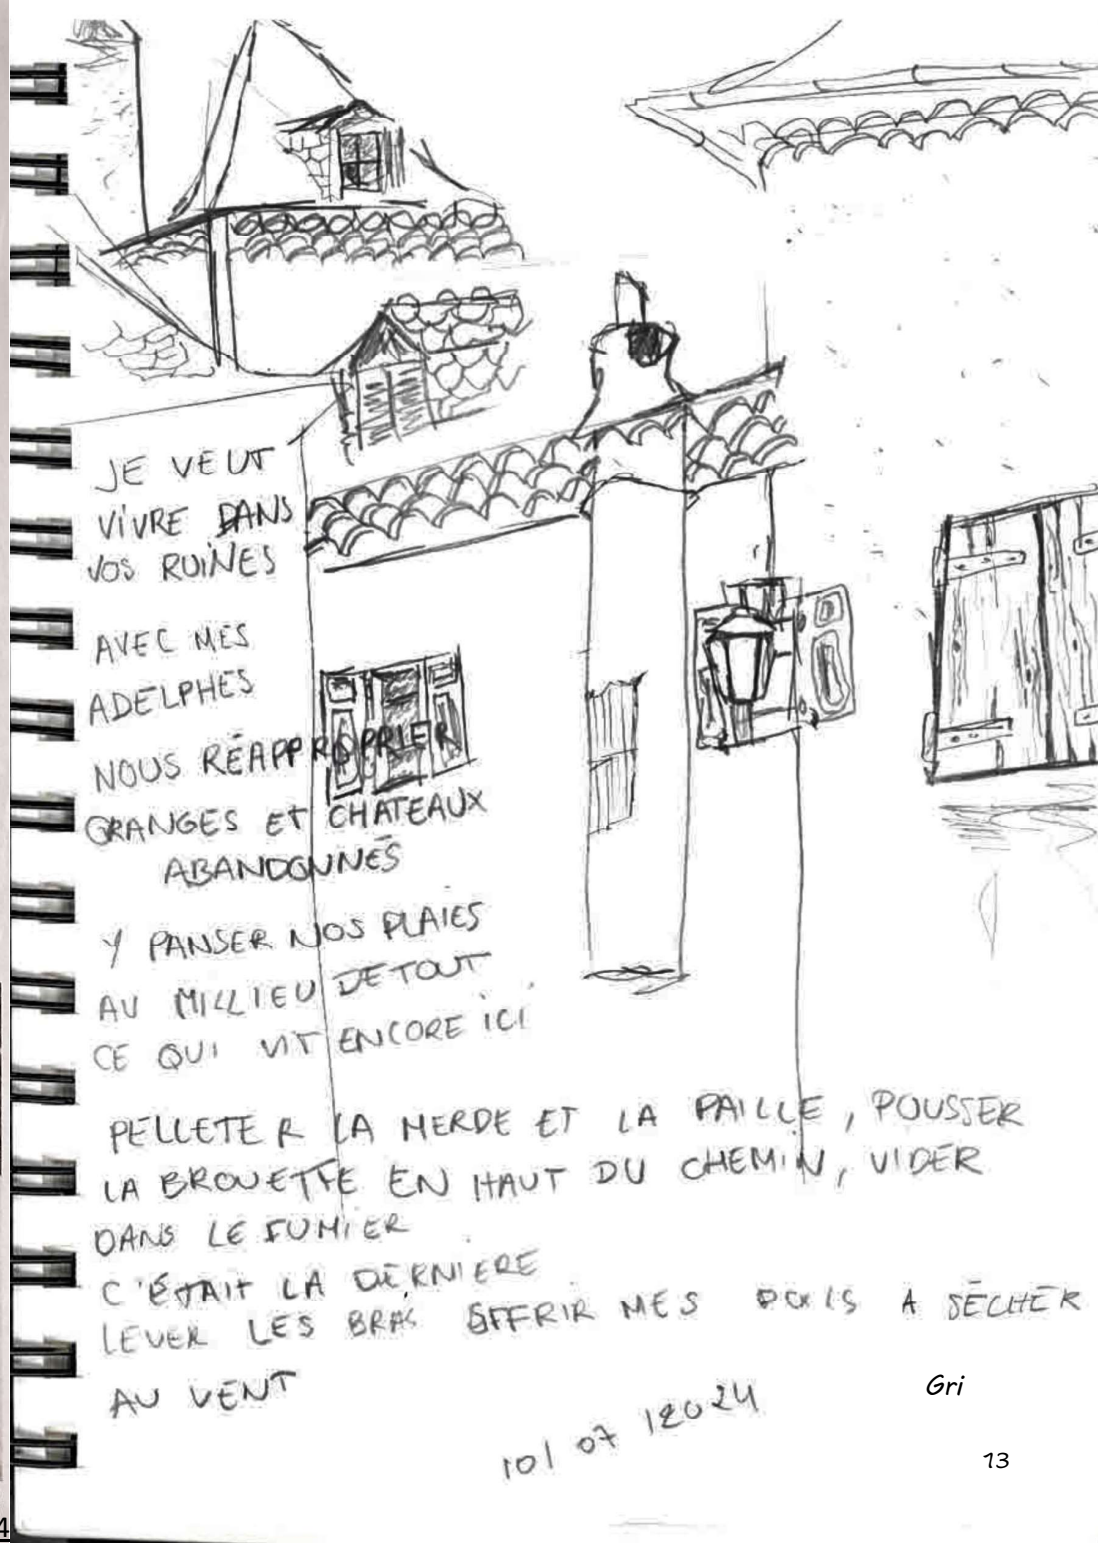 JE VEUT
VIVRE DANS
VOS RUINES
AVEC MES
ADELPHES
NOUS RÉAPPROPRIER
GRANGES ET CHATEAUX
ABANDONNÉS
Y PANSER NOS PLAIES
AU MILLIEU DE TOUT
CE QUI VIT ENCORE ICI
PELLETER LA MERDE ET LA PAILLE, POUSSER
LA BROUETTE EN HAUT DU CHEMIN, VIDER
DANS LE FUMIER
C'ÉTAIT LA DERNIERE
LEVER LES BRAS OFFRIR MES POILS A SÉCHER
AU VENT
Gri
10/07/2024
13
4